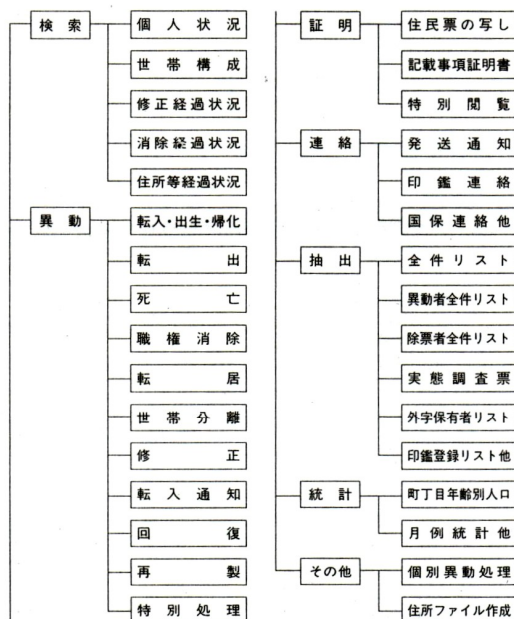 検索
個人状況
世帯構成
修正経過状況
消除経過状況
住所等経過状況
異動
転入・出生・帰化
転出
死亡
職権消除
転居
世帯分離
修正
転入通知
回復
再製
特別処理
証明
住民票の写し
記載事項証明書
特別閲覧
連絡
発送通知
印鑑連絡
国保連絡他
抽出
全件リスト
異動者全件リスト
除票者全件リスト
実態調査票
外字保有者リスト
印鑑登録リスト他
統計
町丁目年齢別人口
月例統計他
その他
個別異動処理
住所ファイル作成